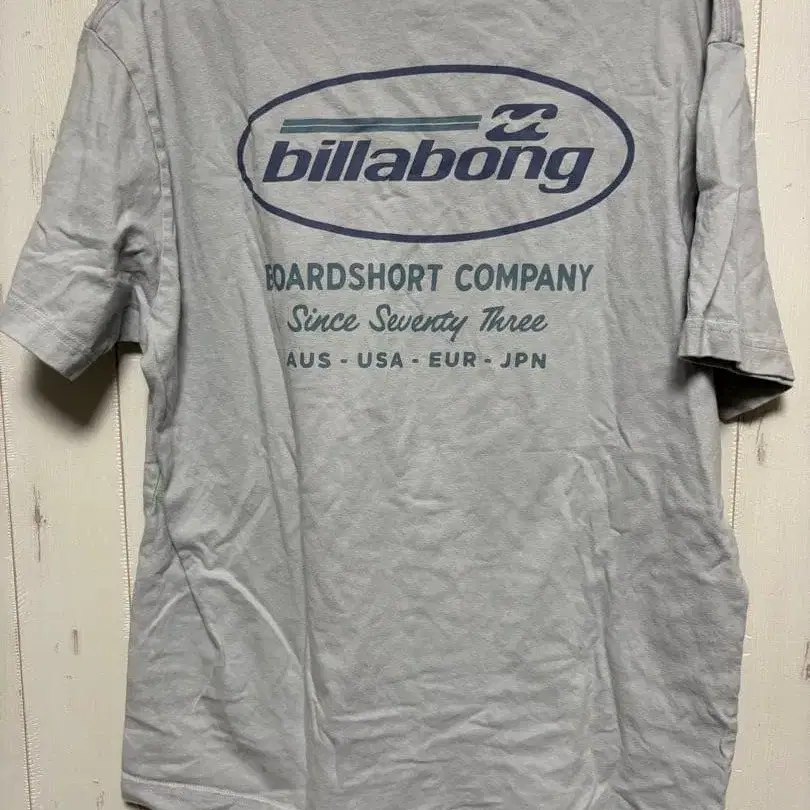 billabong
BOARDSHORT COMPANY
Since Seventy Three
AUS - USA - EUR - JPN